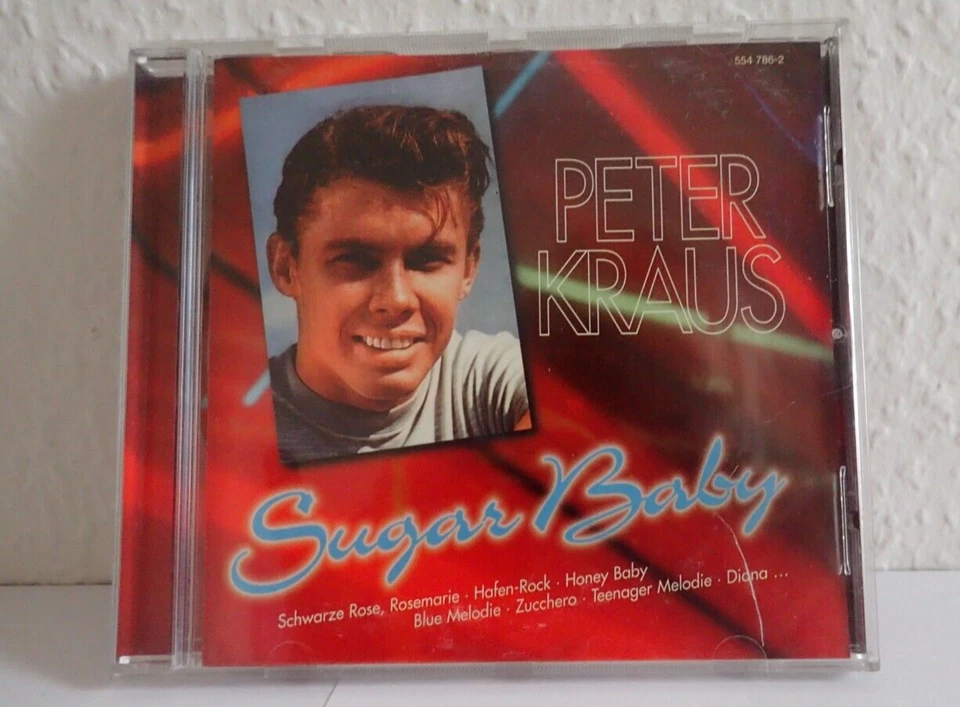 554 786-2
PETER
KRAUS
Sugar Baby
Schwarze Rose, Rosemarie · Hafen-Rock · Honey Baby
Blue Melodie · Zucchero · Teenager Melodie · Diana ...